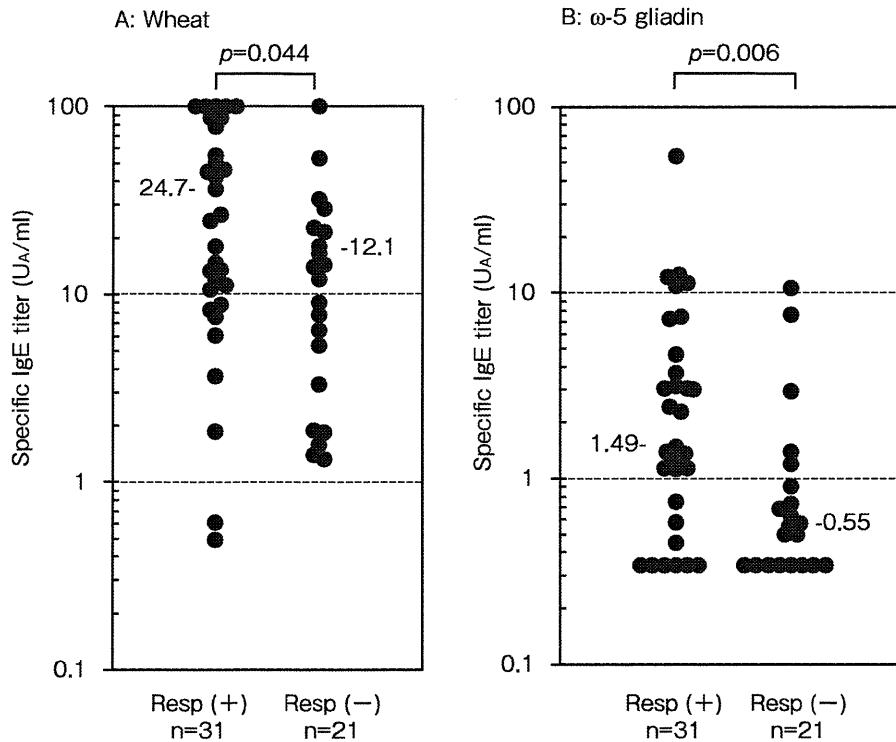 A: Wheat
p=0.044
Specific IgE titer (UA/ml)
100
10
1
0.1
24.7-
-12.1
Resp (+)
n=31
Resp (−)
n=21
B: ω-5 gliadin
p=0.006
Specific IgE titer (UA/ml)
100
10
1
0.1
1.49-
-0.55
Resp (+)
n=31
Resp (−)
n=21